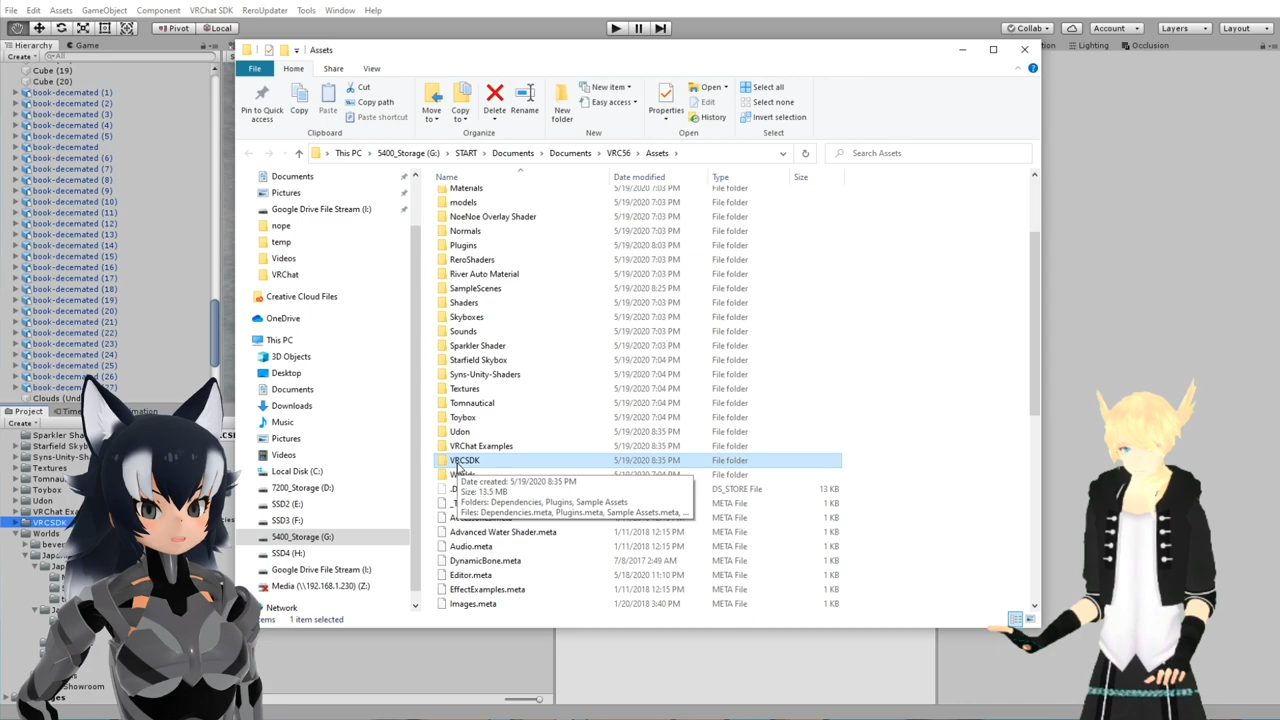 File Edit Assets GameObject Component VRChat SDK ReroUpdater Tools Window Help
Pivot Local Collab Account Layers Layout
Hierarchy Game Lighting Occlusion
Create All
Cube (19)
Cube (20)
book-decemated (1)
book-decemated (2)
book-decemated (3)
book-decemated (4)
book-decemated (5)
book-decemated
book-decemated (6)
book-decemated (7)
book-decemated (8)
book-decemated (9)
book-decemated (10)
book-decemated (11)
book-decemated (12)
book-decemated (13)
book-decemated (14)
book-decemated (15)
book-decemated (16)
book-decemated (17)
book-decemated (18)
book-decemated (19)
book-decemated (20)
book-decemated (21)
book-decemated (22)
book-decemated (23)
book-decemated (24)
book-decemated (25)
Clouds
Project
Create
Sparkler Shader
Starfield
Syns-Unity-Shaders
Textures
Tomnautical
Toybox
Udon
VRChat
VRCSDK
Worlds
Showroom
Assets
File Home Share View
Pin to Quick access
Copy
Paste
Cut
Copy path
Paste shortcut
Clipboard
Move to
Copy to
Delete
Rename
Organize
New folder
New item
Easy access
New
Properties
Open
Edit
History
Open
Select all
Select none
Invert selection
Select
This PC 5400_Storage (G:) START Documents Documents VRC56 Assets
Search Assets
Documents
Pictures
Google Drive File Stream (I:)
nope
temp
Videos
VRChat
Creative Cloud Files
OneDrive
This PC
3D Objects
Desktop
Documents
Downloads
Music
Pictures
Videos
Local Disk (C:)
7200_Storage (D:)
SSD2 (E:)
SSD3 (F:)
5400_Storage (G:)
SSD4 (H:)
Google Drive File Stream (I:)
Media (\\192.168.1.230) (Z:)
Network
Name Date modified Type Size
Materials 5/19/2020 7:03 PM File folder
models 5/19/2020 7:03 PM File folder
NoeNoe Overlay Shader 5/19/2020 7:03 PM File folder
Normals 5/19/2020 7:03 PM File folder
Plugins 5/19/2020 8:03 PM File folder
ReroShaders 5/19/2020 7:03 PM File folder
River Auto Material 5/19/2020 7:03 PM File folder
SampleScenes 5/19/2020 8:25 PM File folder
Shaders 5/19/2020 7:03 PM File folder
Skyboxes 5/19/2020 7:03 PM File folder
Sounds 5/19/2020 7:03 PM File folder
Sparkler Shader 5/19/2020 7:03 PM File folder
Starfield Skybox 5/19/2020 7:04 PM File folder
Syns-Unity-Shaders 5/19/2020 7:04 PM File folder
Textures 5/19/2020 7:04 PM File folder
Tomnautical 5/19/2020 7:04 PM File folder
Toybox 5/19/2020 7:04 PM File folder
Udon 5/19/2020 8:35 PM File folder
VRChat Examples 5/19/2020 8:35 PM File folder
VRCSDK 5/19/2020 8:35 PM File folder
5/19/2020 7:04 PM File folder
DS_STORE File 13 KB
META File 1 KB
META File 1 KB
Advanced Water Shader.meta 1/11/2018 12:15 PM META File 1 KB
Audio.meta 1/11/2018 12:15 PM META File 1 KB
DynamicBone.meta 7/8/2017 2:49 AM META File 1 KB
Editor.meta 5/18/2020 11:10 PM META File 1 KB
EffectExamples.meta 1/11/2018 12:15 PM META File 1 KB
Images.meta 1/20/2018 3:40 PM META File 1 KB
Date created: 5/19/2020 8:35 PM
Size: 13.5 MB
Folders: Dependencies, Plugins, Sample Assets
Files: Dependencies.meta, Plugins.meta, Sample Assets.meta, ...
1 item selected